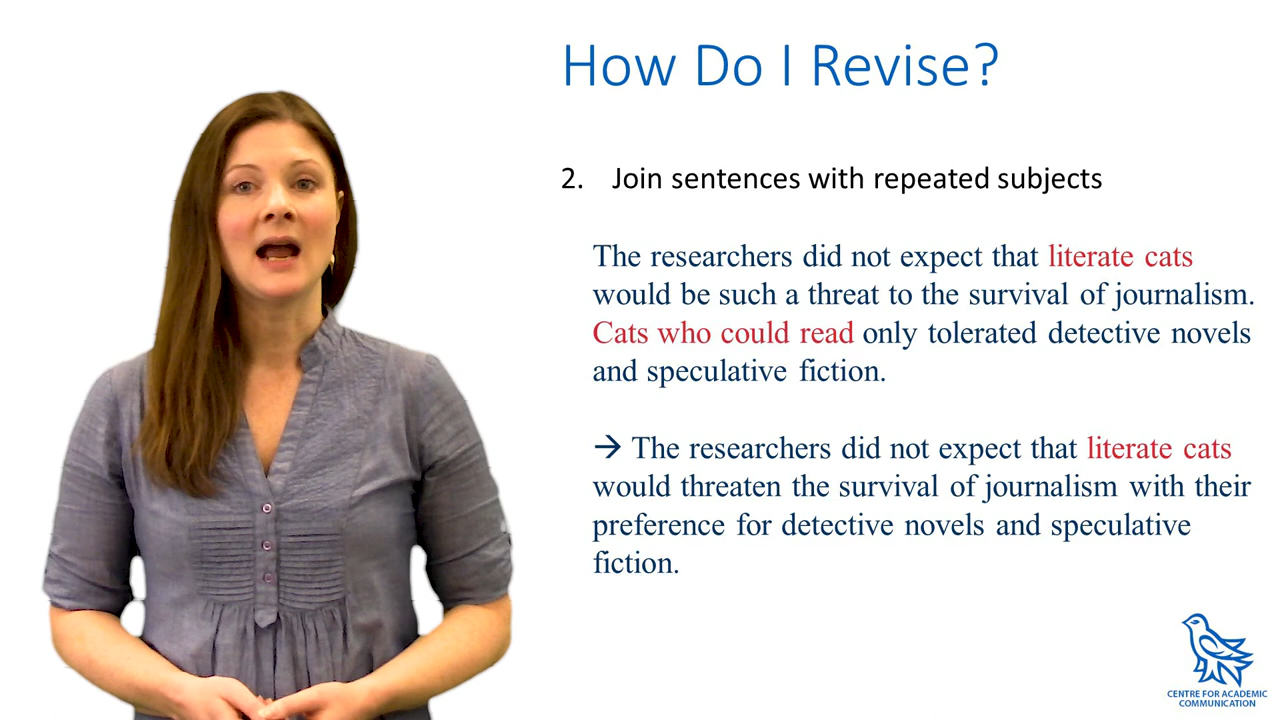 How Do I Revise?
2. Join sentences with repeated subjects
The researchers did not expect that literate cats
would be such a threat to the survival of journalism.
Cats who could read only tolerated detective novels
and speculative fiction.
→ The researchers did not expect that literate cats
would threaten the survival of journalism with their
preference for detective novels and speculative
fiction.
CENTRE FOR ACADEMIC
COMMUNICATION